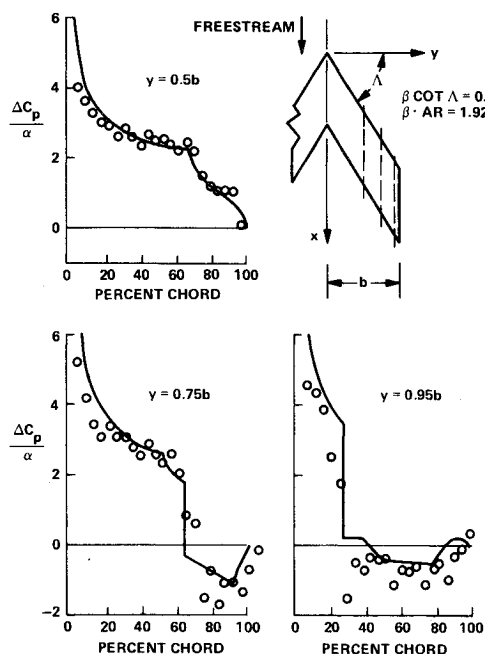 FREESTREAM
y
Λ
β COT Λ = 0.
β · AR = 1.92
x
b
6
4
2
0
ΔCp
α
y = 0.5b
0 20 40 60 80 100
PERCENT CHORD
6
4
2
0
−2
ΔCp
α
y = 0.75b
0 20 40 60 80 100
PERCENT CHORD
y = 0.95b
0 20 40 60 80 100
PERCENT CHORD